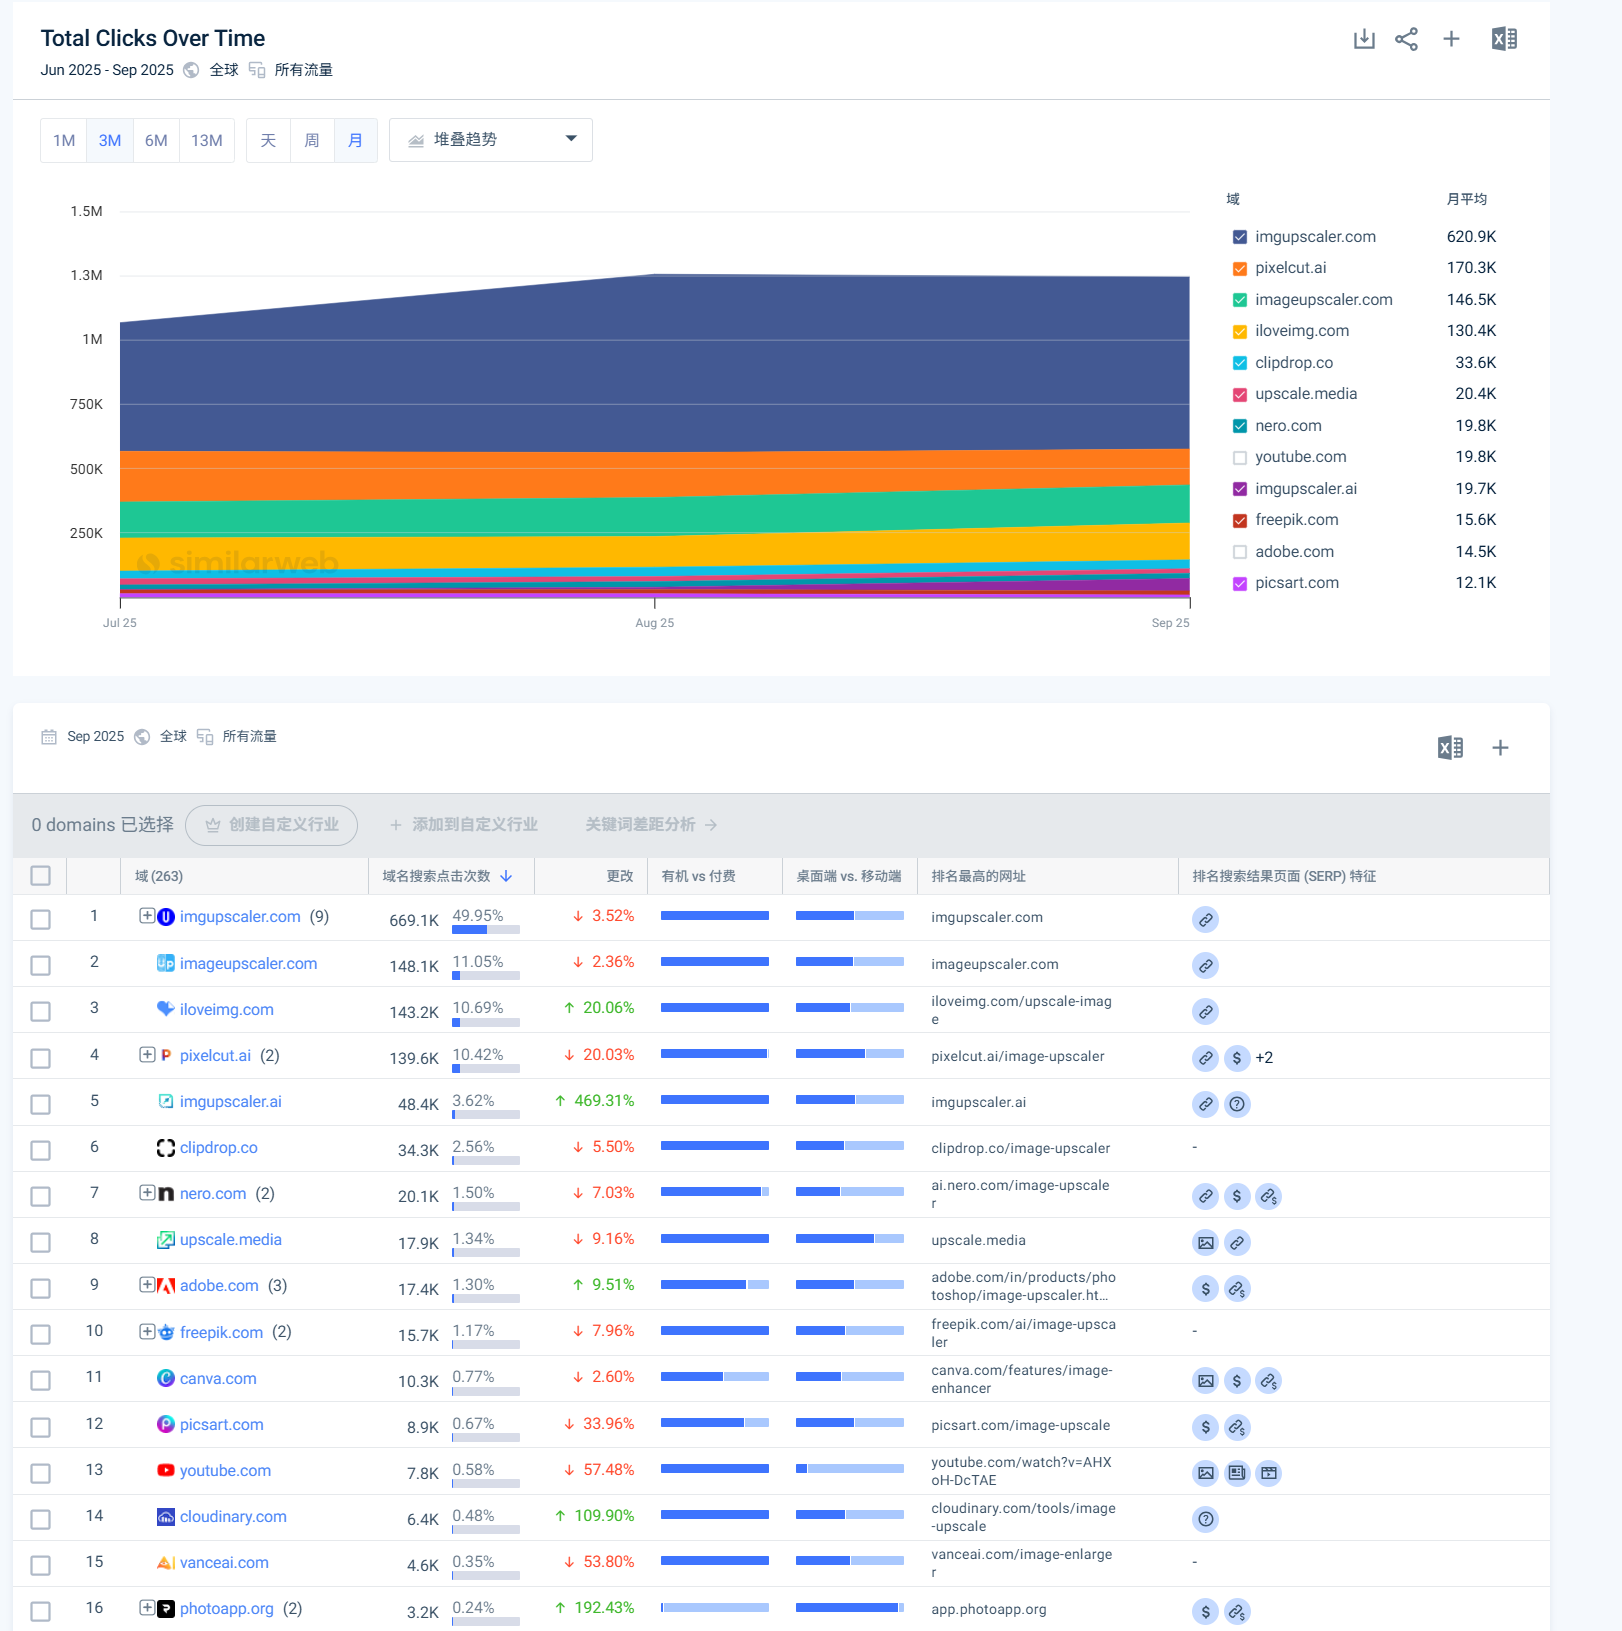 Total Clicks Over Time
Jun 2025 - Sep 2025 全球 所有流量
1M 3M 6M 13M 天 周 月 堆叠趋势
域 月平均
1.5M
1.3M
1M
750K
500K
250K
similarweb
Jul 25 Aug 25 Sep 25
imgupscaler.com 620.9K
pixelcut.ai 170.3K
imageupscaler.com 146.5K
iloveimg.com 130.4K
clipdrop.co 33.6K
upscale.media 20.4K
nero.com 19.8K
youtube.com 19.8K
imgupscaler.ai 19.7K
freepik.com 15.6K
adobe.com 14.5K
picsart.com 12.1K
Sep 2025 全球 所有流量
0 domains 已选择 创建自定义行业 + 添加到自定义行业 关键词差距分析 →
域 (263) 域名搜索点击次数 ↓ 更改 有机 vs 付费 桌面端 vs. 移动端 排名最高的网址 排名搜索结果页面 (SERP) 特征
1 imgupscaler.com (9) 669.1K 49.95% ↓ 3.52% imgupscaler.com
2 imageupscaler.com 148.1K 11.05% ↓ 2.36% imageupscaler.com
3 iloveimg.com 143.2K 10.69% ↑ 20.06% iloveimg.com/upscale-imag
e
4 pixelcut.ai (2) 139.6K 10.42% ↓ 20.03% pixelcut.ai/image-upscaler $ +2
5 imgupscaler.ai 48.4K 3.62% ↑ 469.31% imgupscaler.ai
6 clipdrop.co 34.3K 2.56% ↓ 5.50% clipdrop.co/image-upscaler -
7 nero.com (2) 20.1K 1.50% ↓ 7.03% ai.nero.com/image-upscale $
r
8 upscale.media 17.9K 1.34% ↓ 9.16% upscale.media
9 adobe.com (3) 17.4K 1.30% ↑ 9.51% adobe.com/in/products/pho $
toshop/image-upscaler.ht...
10 freepik.com (2) 15.7K 1.17% ↓ 7.96% freepik.com/ai/image-upsca -
ler
11 canva.com 10.3K 0.77% ↓ 2.60% canva.com/features/image- $
enhancer
12 picsart.com 8.9K 0.67% ↓ 33.96% picsart.com/image-upscale $
13 youtube.com 7.8K 0.58% ↓ 57.48% youtube.com/watch?v=AHX
oH-DcTAE
14 cloudinary.com 6.4K 0.48% ↑ 109.90% cloudinary.com/tools/image
-upscale
15 vanceai.com 4.6K 0.35% ↓ 53.80% vanceai.com/image-enlarge -
r
16 photoapp.org (2) 3.2K 0.24% ↑ 192.43% app.photoapp.org $